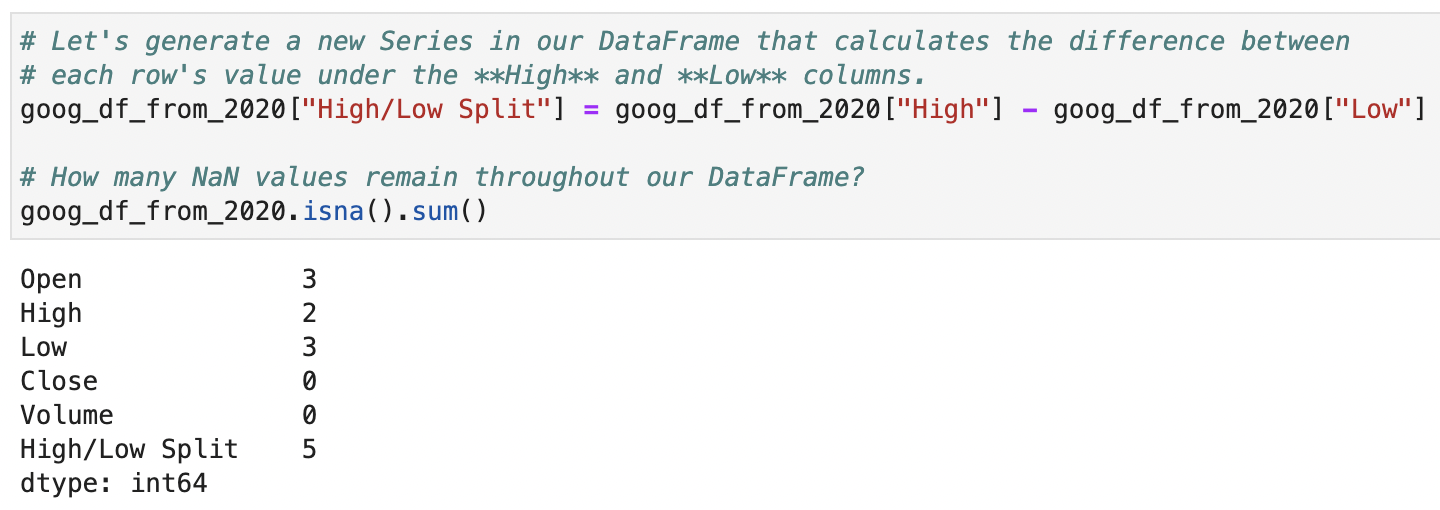 # Let's generate a new Series in our DataFrame that calculates the difference between
# each row's value under the **High** and **Low** columns.
goog_df_from_2020["High/Low Split"] = goog_df_from_2020["High"] - goog_df_from_2020["Low"]

# How many NaN values remain throughout our DataFrame?
goog_df_from_2020.isna().sum()

Open              3
High              2
Low               3
Close             0
Volume            0
High/Low Split    5
dtype: int64